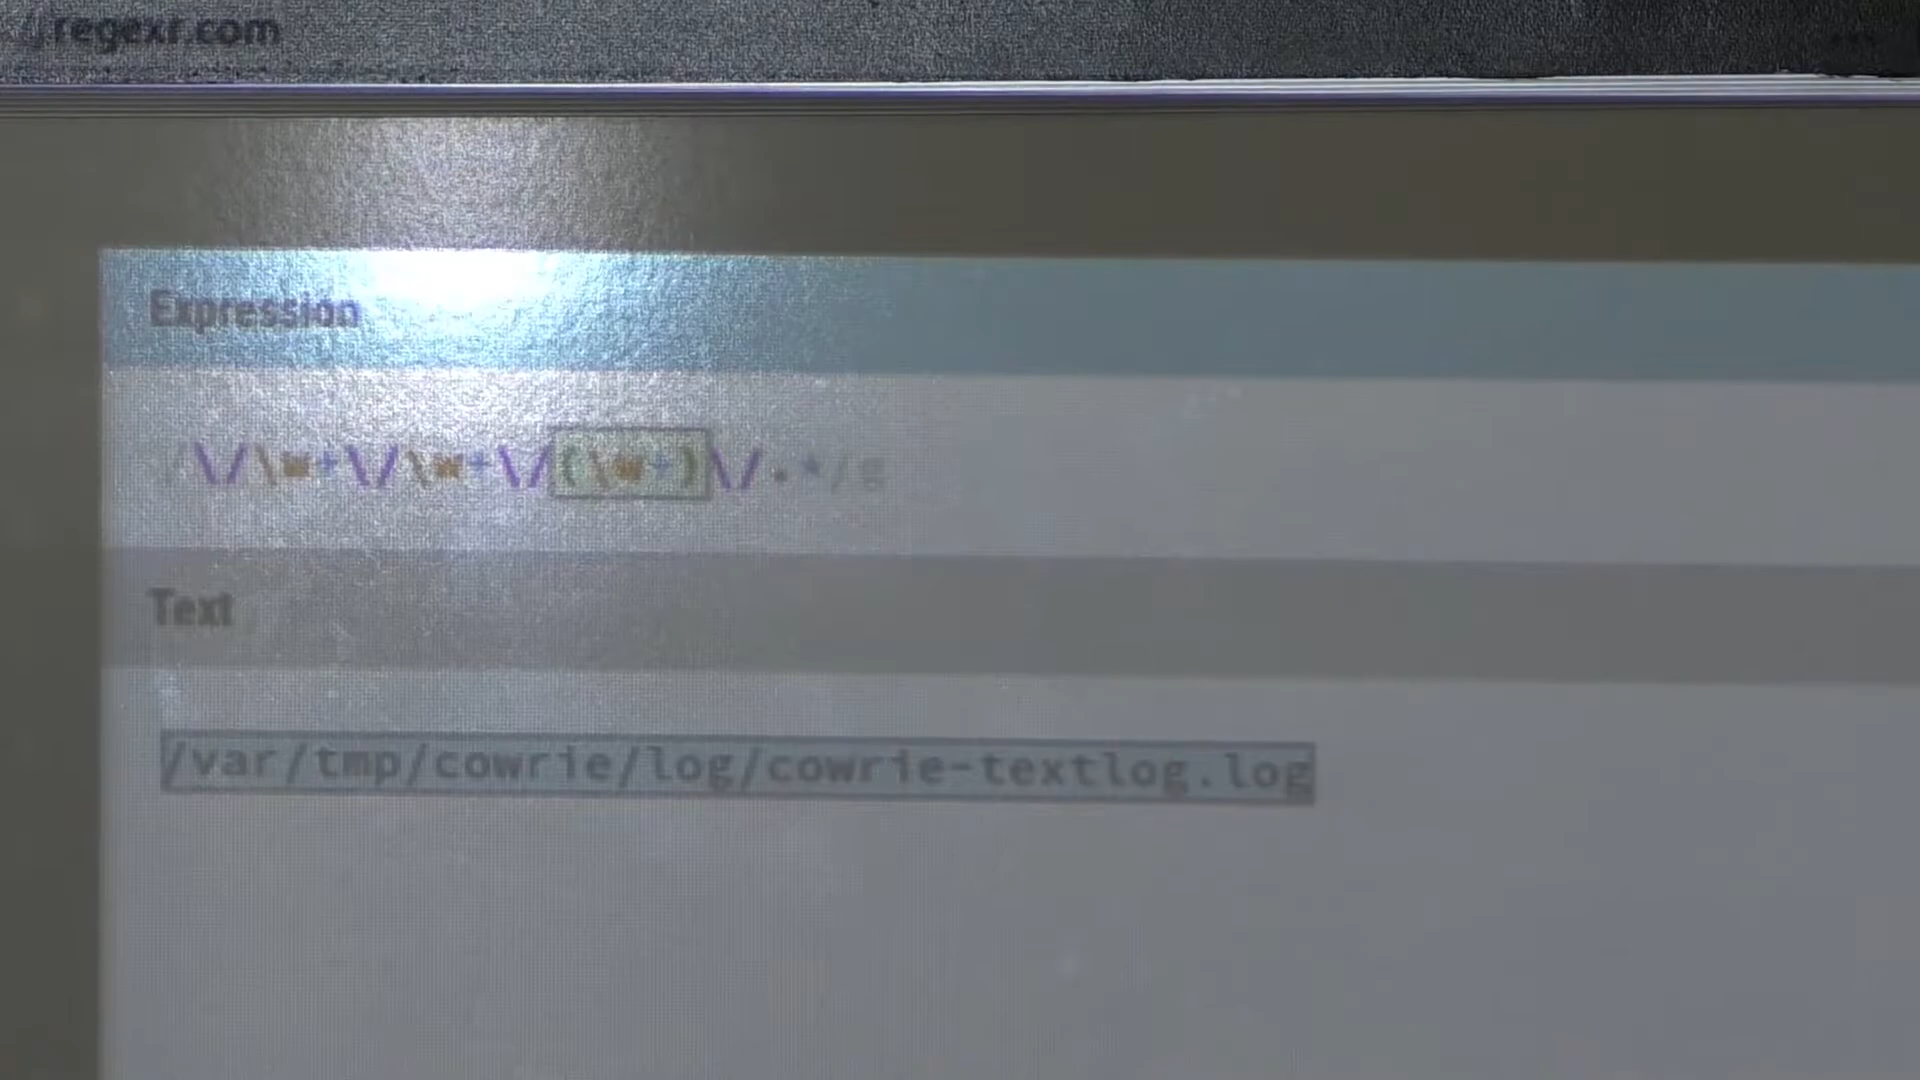 regexr.com
Expression
/\/\w+\/\w+\/(\w+)\/.*/g
Text
/var/tmp/cowrie/log/cowrie-textlog.log